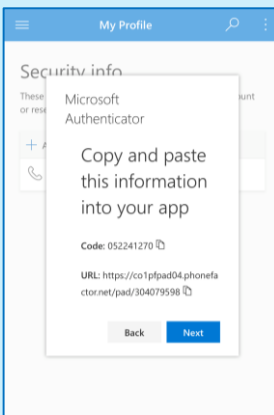 My Profile
Security info
These
unt
or rese
Microsoft
Authenticator
Copy and paste
this information
into your app
Code: 052241270
URL: https://co1pfpad04.phonefa
ctor.net/pad/304079598
Back
Next